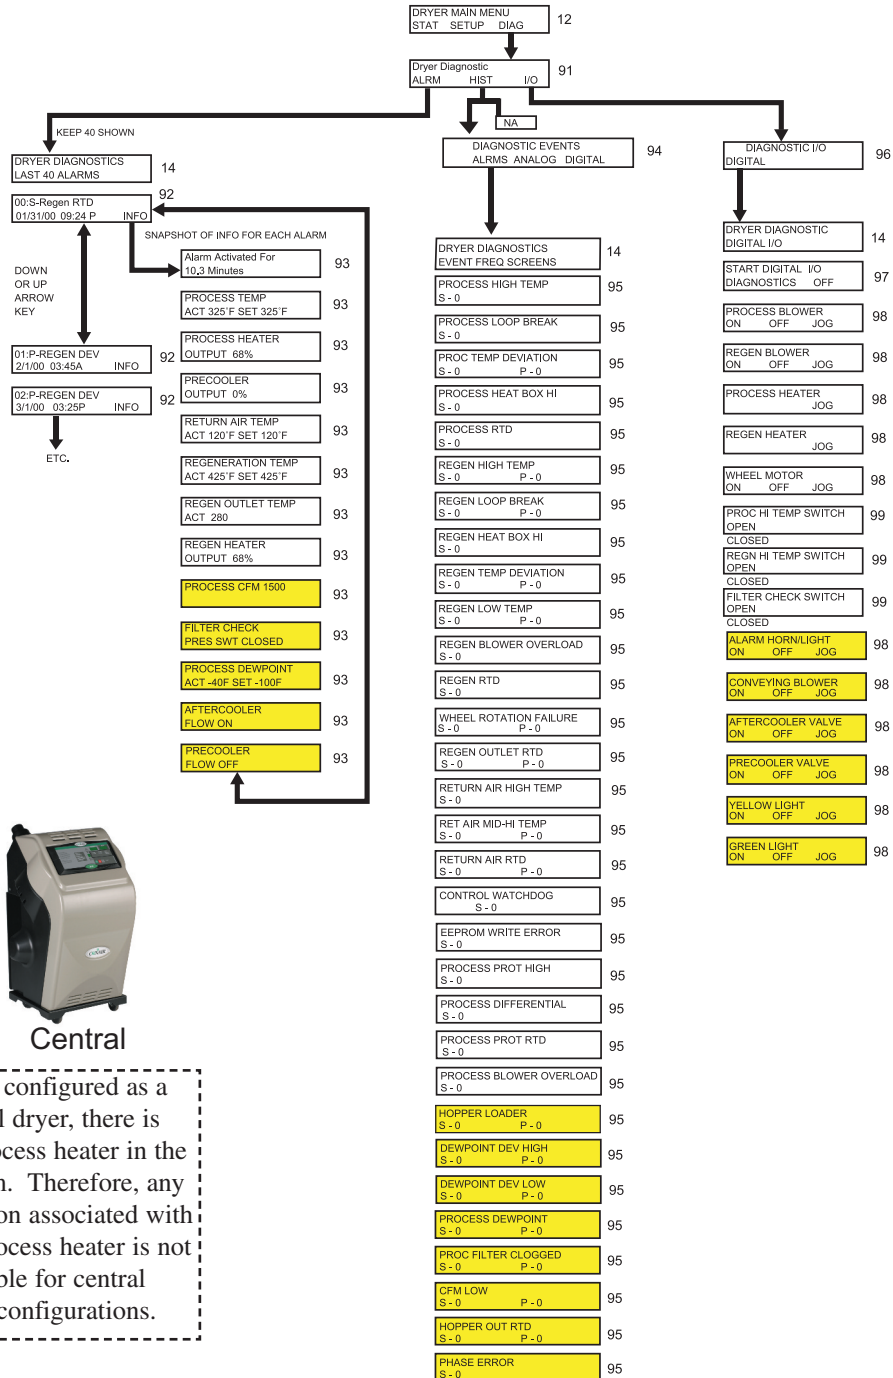 DRYER MAIN MENU
STAT SETUP DIAG
12
Dryer Diagnostic
ALRM HIST I/O
91
KEEP 40 SHOWN
NA
DRYER DIAGNOSTICS
LAST 40 ALARMS
14
00:S-Regen RTD
01/31/00 09:24 P INFO
92
SNAPSHOT OF INFO FOR EACH ALARM
DOWN
OR UP
ARROW
KEY
01:P-REGEN DEV
2/1/00 03:45A INFO
92
02:P-REGEN DEV
3/1/00 03:25P INFO
92
ETC.
Alarm Activated For
10.3 Minutes
93
PROCESS TEMP
ACT 325°F SET 325°F
93
PROCESS HEATER
OUTPUT 68%
93
PRECOOLER
OUTPUT 0%
93
RETURN AIR TEMP
ACT 120°F SET 120°F
93
REGENERATION TEMP
ACT 425°F SET 425°F
93
REGEN OUTLET TEMP
ACT 280
93
REGEN HEATER
OUTPUT 68%
93
PROCESS CFM 1500
93
FILTER CHECK
PRES SWT CLOSED
93
PROCESS DEWPOINT
ACT -40F SET -100F
93
AFTERCOOLER
FLOW ON
93
PRECOOLER
FLOW OFF
93
DIAGNOSTIC EVENTS
ALRMS ANALOG DIGITAL
94
DRYER DIAGNOSTICS
EVENT FREQ SCREENS
14
PROCESS HIGH TEMP
S - 0
95
PROCESS LOOP BREAK
S - 0
95
PROC TEMP DEVIATION
S - 0 P - 0
95
PROCESS HEAT BOX HI
S - 0
95
PROCESS RTD
S - 0
95
REGEN HIGH TEMP
S - 0 P - 0
95
REGEN LOOP BREAK
S - 0 P - 0
95
REGEN HEAT BOX HI
S - 0
95
REGEN TEMP DEVIATION
S - 0 P - 0
95
REGEN LOW TEMP
S - 0 P - 0
95
REGEN BLOWER OVERLOAD
S - 0
95
REGEN RTD
S - 0
95
WHEEL ROTATION FAILURE
S - 0 P - 0
95
REGEN OUTLET RTD
S - 0 P - 0
95
RETURN AIR HIGH TEMP
S - 0
95
RET AIR MID-HI TEMP
S - 0 P - 0
95
RETURN AIR RTD
S - 0 P - 0
95
CONTROL WATCHDOG
S - 0
95
EEPROM WRITE ERROR
S - 0
95
PROCESS PROT HIGH
S - 0
95
PROCESS DIFFERENTIAL
S - 0
95
PROCESS PROT RTD
S - 0
95
PROCESS BLOWER OVERLOAD
S - 0
95
HOPPER LOADER
S - 0 P - 0
95
DEWPOINT DEV HIGH
S - 0 P - 0
95
DEWPOINT DEV LOW
S - 0 P - 0
95
PROCESS DEWPOINT
S - 0 P - 0
95
PROC FILTER CLOGGED
S - 0 P - 0
95
CFM LOW
S - 0 P - 0
95
HOPPER OUT RTD
S - 0 P - 0
95
PHASE ERROR
S - 0
95
DIAGNOSTIC I/O
DIGITAL
96
DRYER DIAGNOSTIC
DIGITAL I/O
14
START DIGITAL I/O
DIAGNOSTICS OFF
97
PROCESS BLOWER
ON OFF JOG
98
REGEN BLOWER
ON OFF JOG
98
PROCESS HEATER
JOG
98
REGEN HEATER
JOG
98
WHEEL MOTOR
ON OFF JOG
98
PROC HI TEMP SWITCH
OPEN
CLOSED
99
REGN HI TEMP SWITCH
OPEN
CLOSED
99
FILTER CHECK SWITCH
OPEN
CLOSED
99
ALARM HORN/LIGHT
ON OFF JOG
98
CONVEYING BLOWER
ON OFF JOG
98
AFTERCOOLER VALVE
ON OFF JOG
98
PRECOOLER VALVE
ON OFF JOG
98
YELLOW LIGHT
ON OFF JOG
98
GREEN LIGHT
ON OFF JOG
98
Central
configured as a
l dryer, there is
ocess heater in the
n. Therefore, any
on associated with
rocess heater is not
ble for central
configurations.